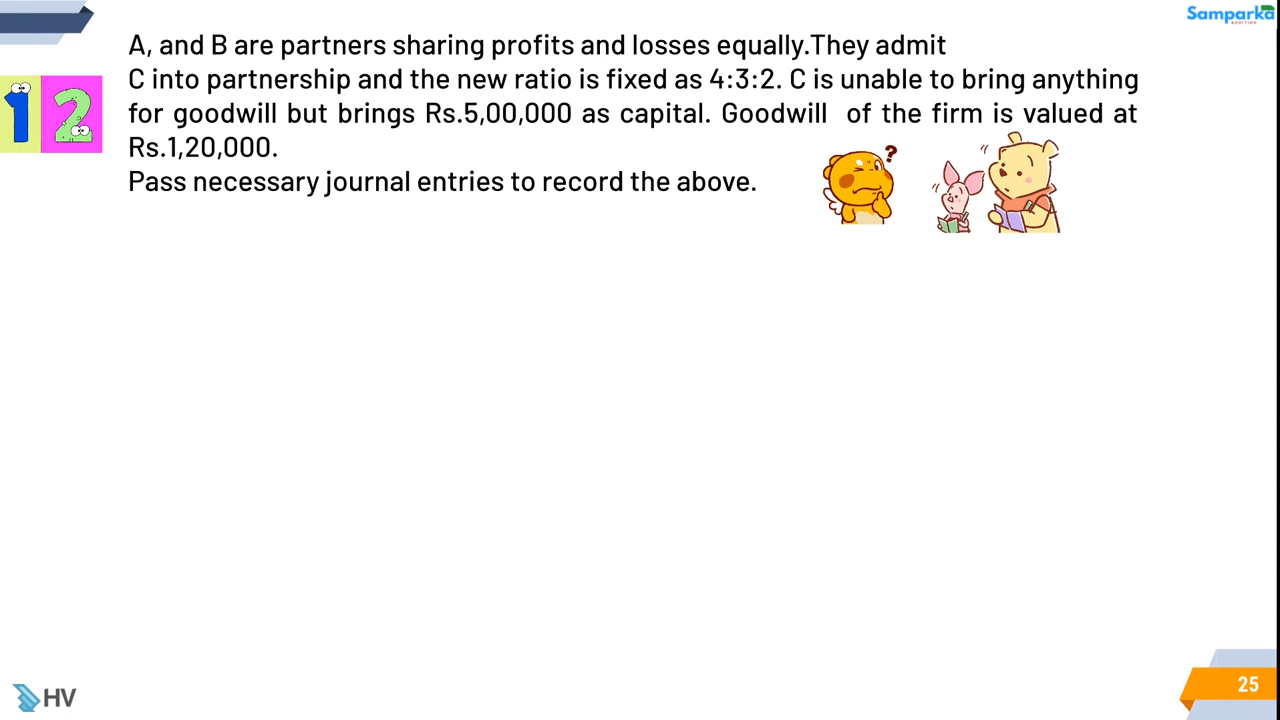 Samparka
ADDITION
A, and B are partners sharing profits and losses equally.They admit
C into partnership and the new ratio is fixed as 4:3:2. C is unable to bring anything
for goodwill but brings Rs.5,00,000 as capital. Goodwill of the firm is valued at
Rs.1,20,000.
Pass necessary journal entries to record the above.
12
?
HV
25